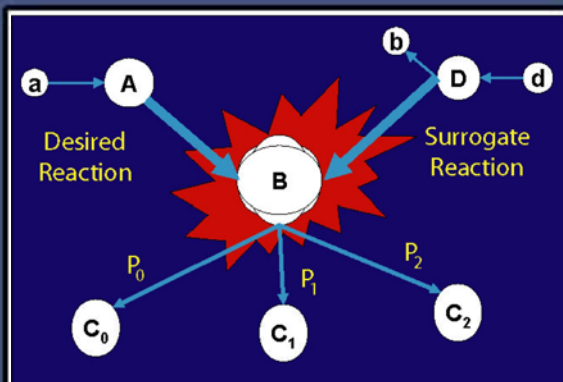 b
a A D d
Desired
Reaction
Surrogate
Reaction
B
P0 P1 P2
C0 C1 C2